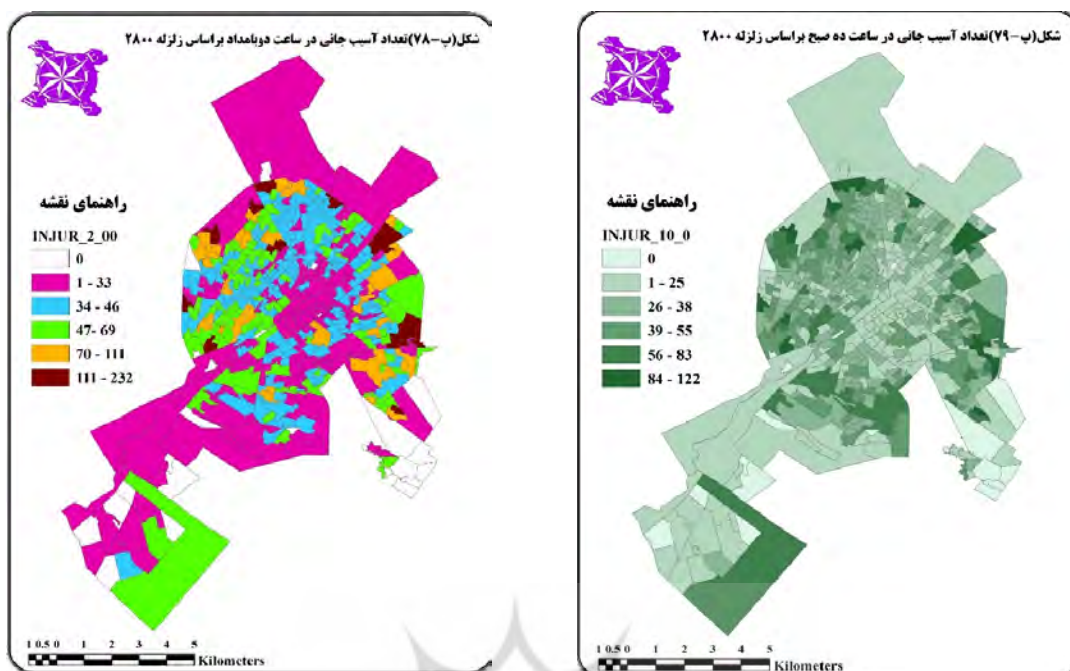 شکل(پ-۷۸)تعداد آسیب جانی در ساعت دوبامداد براساس زلزله ۲۸۰۰
راهنمای نقشه
INJUR_2_00
0
1 - 33
34 - 46
47- 69
70 - 111
111 - 232
1 0.5 0 1 2 3 4 5
Kilometers
شکل(پ-۷۹)تعداد آسیب جانی در ساعت ده صبح براساس زلزله ۲۸۰۰
راهنمای نقشه
INJUR_10_0
0
1 - 25
26 - 38
39 - 55
56 - 83
84 - 122
1 0.5 0 1 2 3 4 5
Kilometers